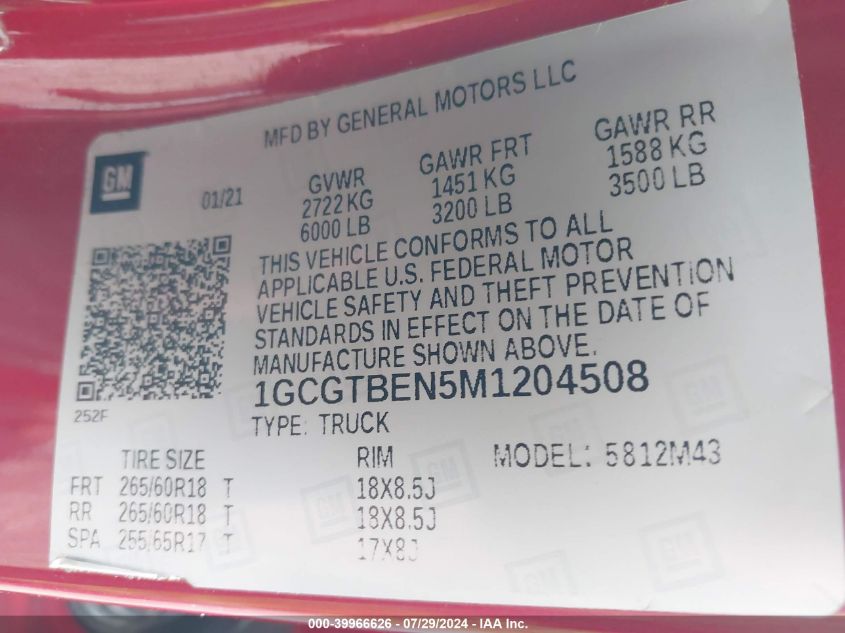 MFD BY GENERAL MOTORS LLC
GM
01/21
GVWR
2722 KG
6000 LB
GAWR FRT
1451 KG
3200 LB
GAWR RR
1588 KG
3500 LB
THIS VEHICLE CONFORMS TO ALL
APPLICABLE U.S. FEDERAL MOTOR
VEHICLE SAFETY AND THEFT PREVENTION
STANDARDS IN EFFECT ON THE DATE OF
MANUFACTURE SHOWN ABOVE.
252F
1GCGTBEN5M1204508
TYPE: TRUCK
TIRE SIZE RIM MODEL: 5812M43
FRT 265/60R18 T 18X8.5J
RR 265/60R18 T 18X8.5J
SPA 255/65R17 T 17X8J
000-39966626 / 07/29/2024 - IAA Inc.